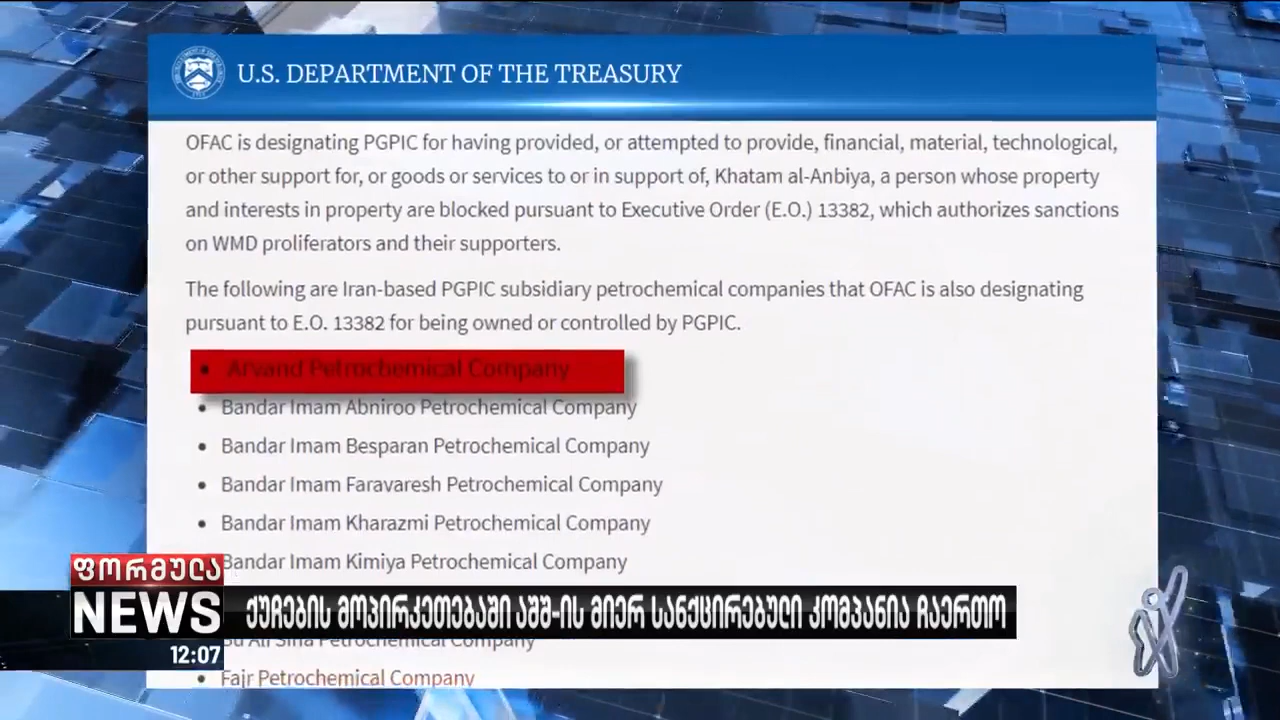 U.S. DEPARTMENT OF THE TREASURY
OFAC is designating PGPIC for having provided, or attempted to provide, financial, material, technological,
or other support for, or goods or services to or in support of, Khatam al-Anbiya, a person whose property
and interests in property are blocked pursuant to Executive Order (E.O.) 13382, which authorizes sanctions
on WMD proliferators and their supporters.
The following are Iran-based PGPIC subsidiary petrochemical companies that OFAC is also designating
pursuant to E.O. 13382 for being owned or controlled by PGPIC.
• Arvand Petrochemical Company
• Bandar Imam Abniroo Petrochemical Company
• Bandar Imam Besparan Petrochemical Company
• Bandar Imam Faravaresh Petrochemical Company
• Bandar Imam Kharazmi Petrochemical Company
Bandar Imam Kimiya Petrochemical Company
ფორმულა
NEWS
ქუჩების მოპირკეთებაში აშშ-ის მიერ სანქცირებული კომპანია ჩაერთო
Bu Ali Sina Petrochemical Company
12:07
• Fajr Petrochemical Company